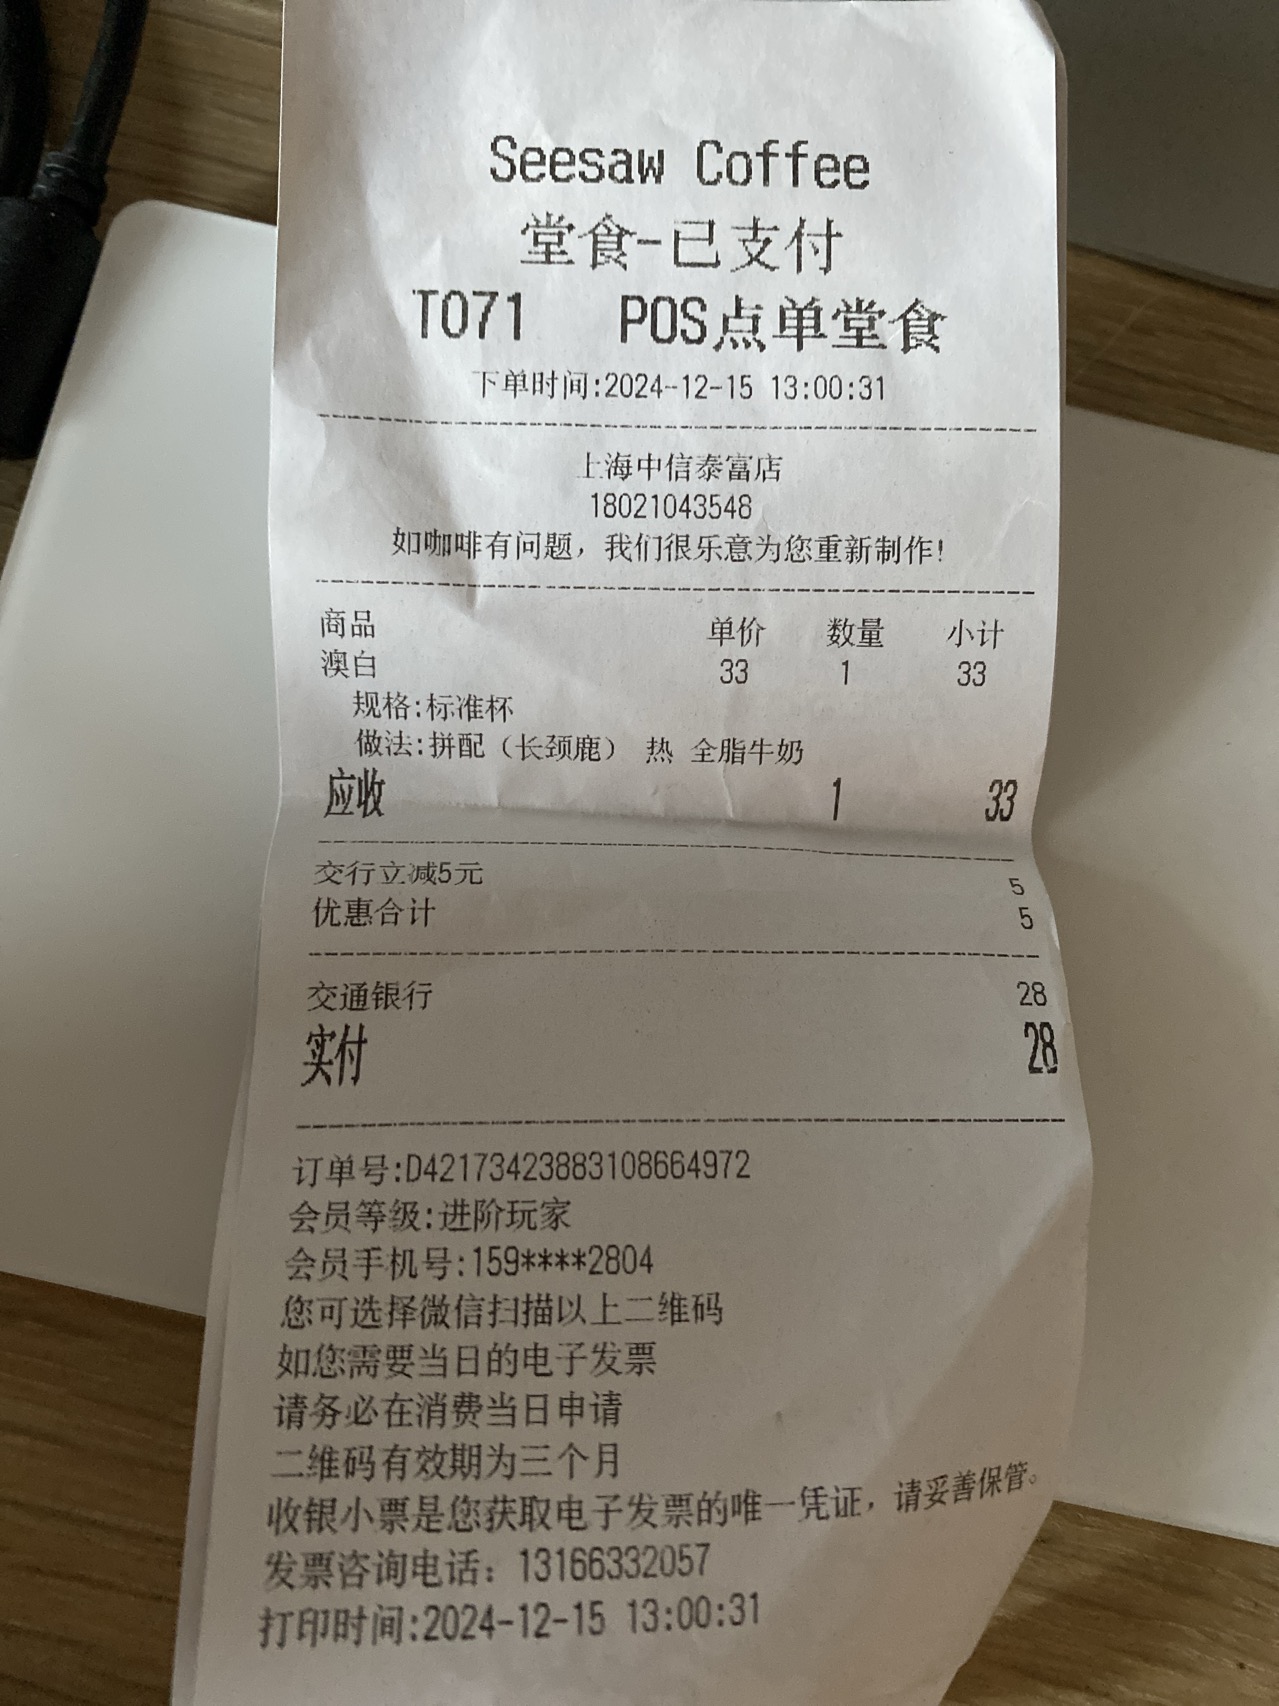 Seesaw Coffee
堂食-已支付
T071 POS点单堂食
下单时间:2024-12-15 13:00:31
上海中信泰富店
18021043548
如咖啡有问题，我们很乐意为您重新制作!
商品 单价 数量 小计
澳白 33 1 33
规格:标准杯
做法:拼配（长颈鹿） 热 全脂牛奶
应收 1 33
交行立减5元 5
优惠合计 5
交通银行 28
实付 28
订单号:D42173423883108664972
会员等级:进阶玩家
会员手机号:159****2804
您可选择微信扫描以上二维码
如您需要当日的电子发票
请务必在消费当日申请
二维码有效期为三个月
收银小票是您获取电子发票的唯一凭证，请妥善保管。
发票咨询电话：13166332057
打印时间:2024-12-15 13:00:31